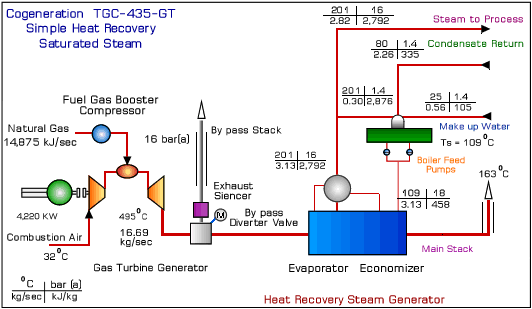 Cogeneration TGC-435-GT
Simple Heat Recovery
Saturated Steam
201 16
2.82 2,792
Steam to Process
80 1.4
2.26 335
Condensate Return
201 1.4
0.30 2,876
25 1.4
0.56 105
Make up Water
Ts = 109°C
Fuel Gas Booster
Compressor
Natural Gas
14,875 kJ/sec
16 bar(a)
By pass Stack
201 16
3.13 2,792
Boiler Feed
Pumps
163°C
Exhaust
Siencer
109 18
3.13 458
4,220 KW
495°C
M
By pass
Diverter Valve
Combustion Air
32°C
16,69
kg/sec
Main Stack
Gas Turbine Generator
Evaporator Economizer
°C bar (a)
kg/sec kJ/kg
Heat Recovery Steam Generator